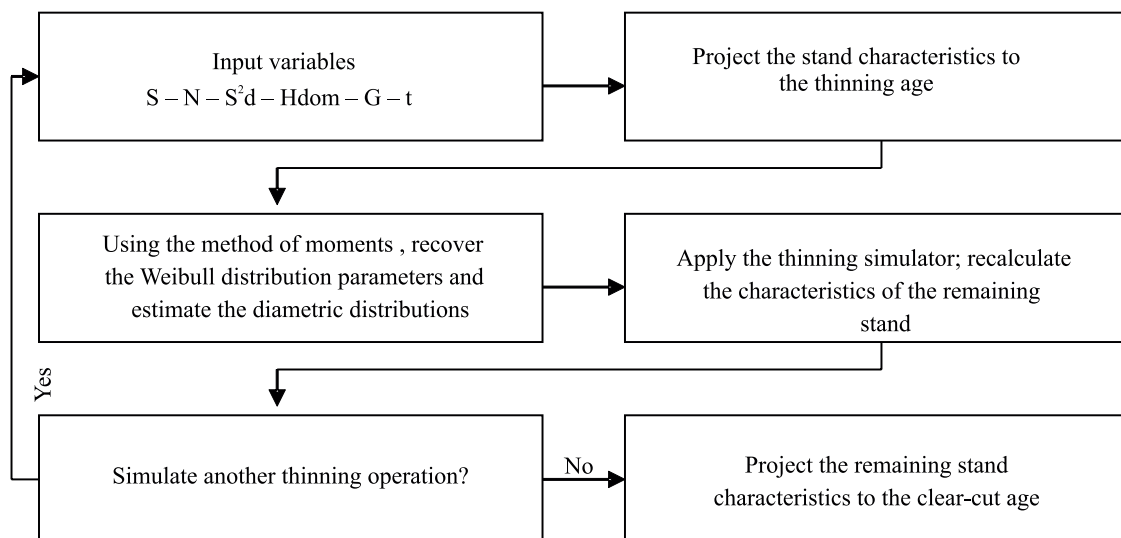 Input variables
S – N – S²d – Hdom – G – t
Project the stand characteristics to
the thinning age
Using the method of moments , recover
the Weibull distribution parameters and
estimate the diametric distributions
Apply the thinning simulator; recalculate
the characteristics of the remaining
stand
Yes
Simulate another thinning operation?
No
Project the remaining stand
characteristics to the clear-cut age